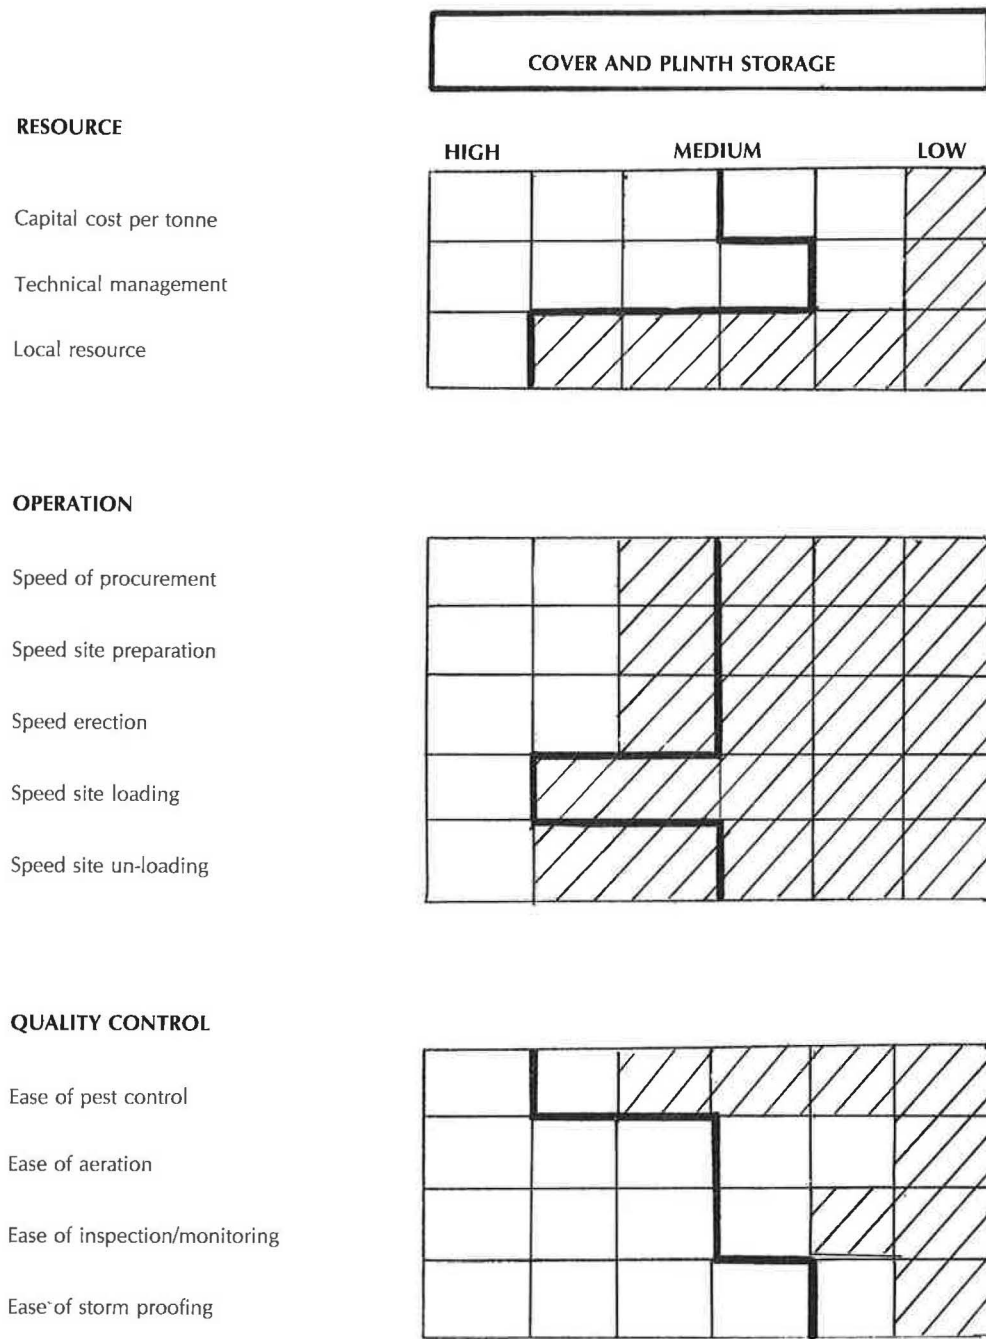 COVER AND PLINTH STORAGE
RESOURCE
HIGH MEDIUM LOW
Capital cost per tonne
Technical management
Local resource
OPERATION
Speed of procurement
Speed site preparation
Speed erection
Speed site loading
Speed site un-loading
QUALITY CONTROL
Ease of pest control
Ease of aeration
Ease of inspection/monitoring
Ease of storm proofing